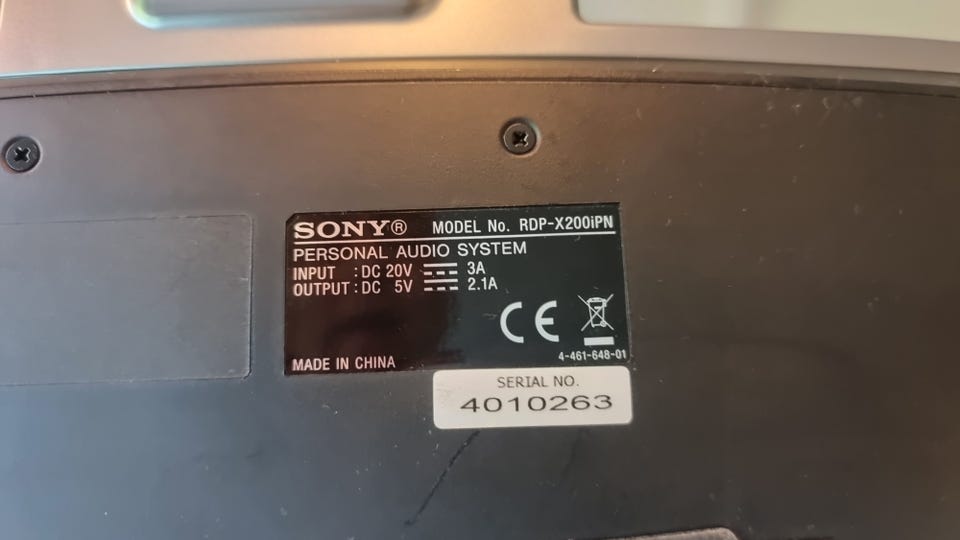 SONY® MODEL No. RDP-X200iPN
PERSONAL AUDIO SYSTEM
INPUT : DC 20V ⎓ 3A
OUTPUT : DC 5V ⎓ 2.1A
CE
4-461-648-01
MADE IN CHINA
SERIAL NO.
4010263